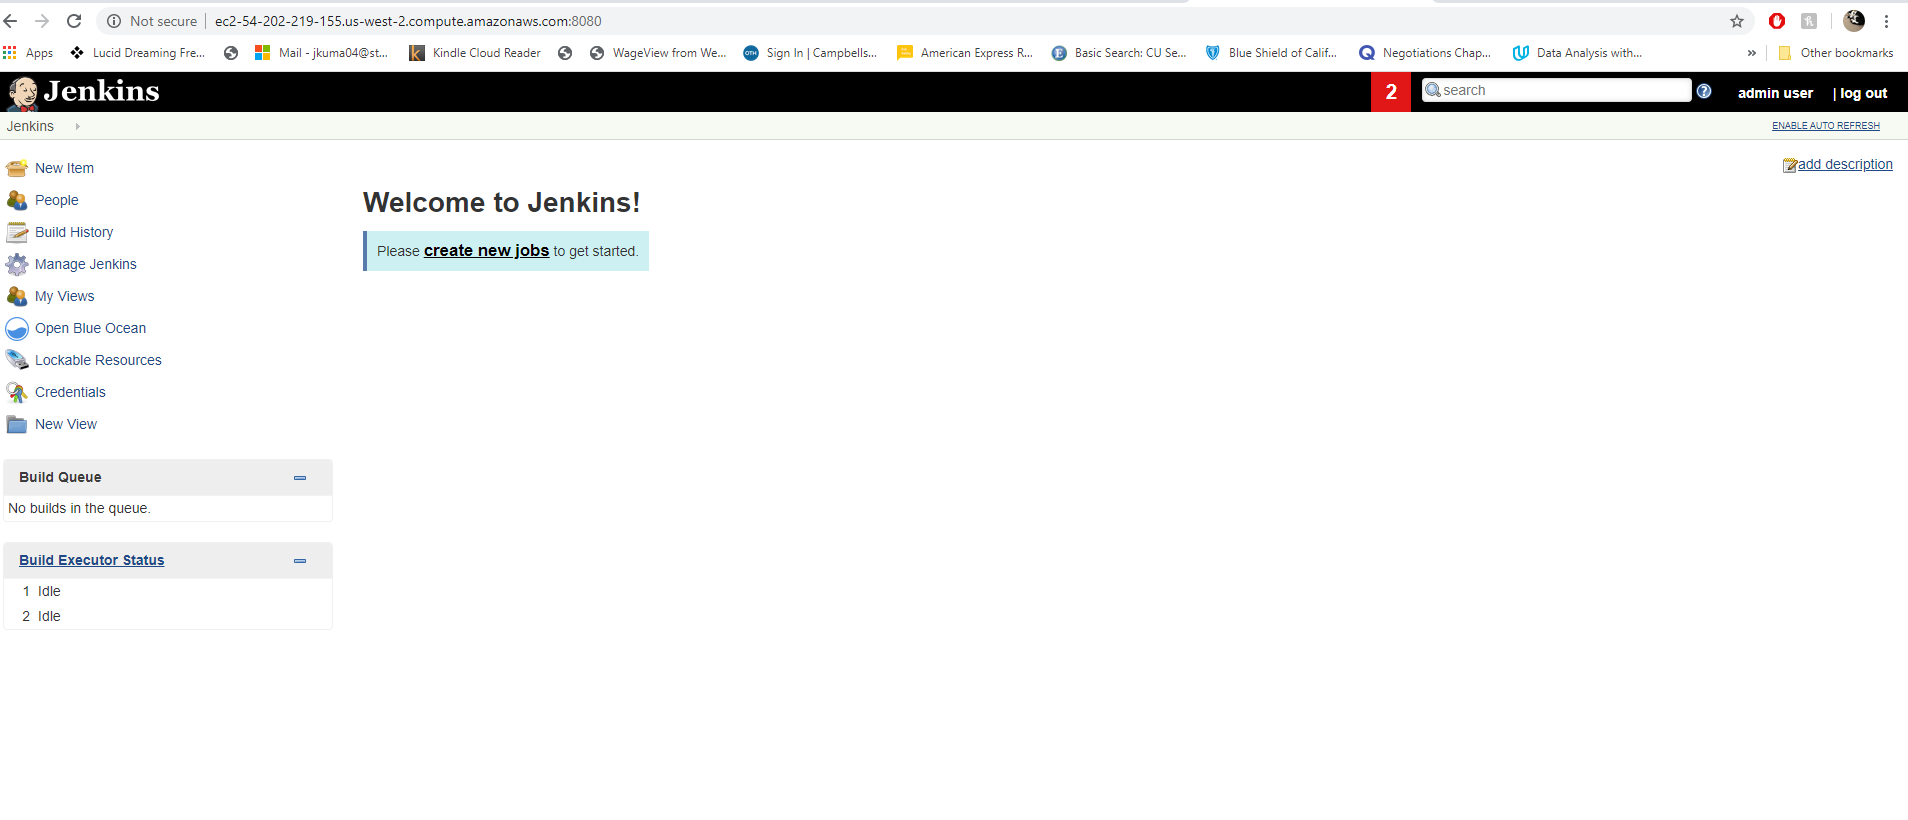 Not secure ec2-54-202-219-155.us-west-2.compute.amazonaws.com:8080
Apps Lucid Dreaming Fre... Mail - jkuma04@st... Kindle Cloud Reader WageView from We... OTH Sign In | Campbells... American Express R... Basic Search: CU Se... Blue Shield of Calif... Negotiations Chap... Data Analysis with... » Other bookmarks
Jenkins 2 search admin user | log out
Jenkins ENABLE AUTO REFRESH
add description
New Item
People
Build History
Manage Jenkins
My Views
Open Blue Ocean
Lockable Resources
Credentials
New View
Build Queue
No builds in the queue.
Build Executor Status
1 Idle
2 Idle
Welcome to Jenkins!
Please create new jobs to get started.